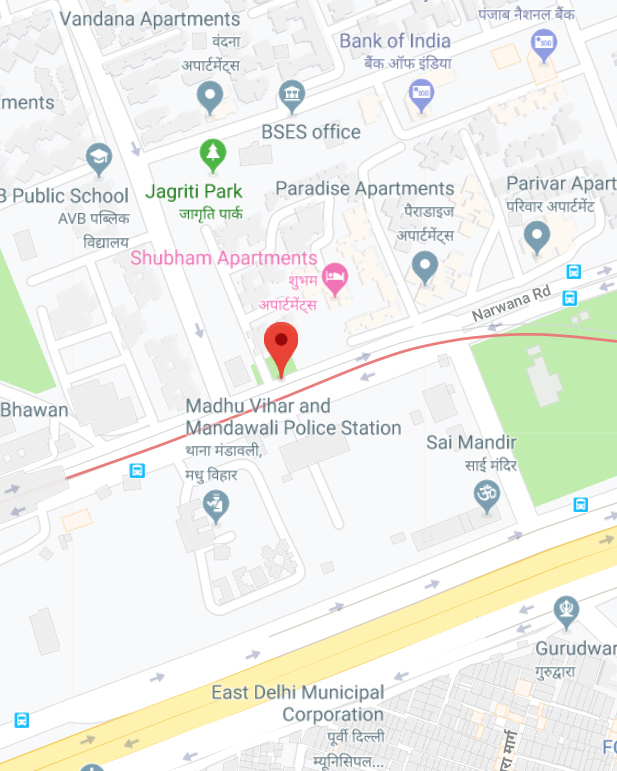 Vandana Apartments
वंदना
अपार्टमेंट्स
पंजाब नैशनल बैंक
Bank of India
बैंक ऑफ़ इंडिया
ments
BSES office
B Public School
AVB पब्लिक
विद्यालय
Jagriti Park
जागृति पार्क
Paradise Apartments
पैराडाइज
अपार्टमेंट्स
Parivar Apart
परिवार अपार्टमेंट
Shubham Apartments
शुभम
अपार्टमेंट्स
Narwana Rd
Bhawan
Madhu Vihar and
Mandawali Police Station
थाना मंडावली,
मधु विहार
Sai Mandir
साई मंदिर
Gurudwar
गुरुद्वारा
East Delhi Municipal
Corporation
पूर्वी दिल्ली
म्यूनिसिपल...
मार्ग